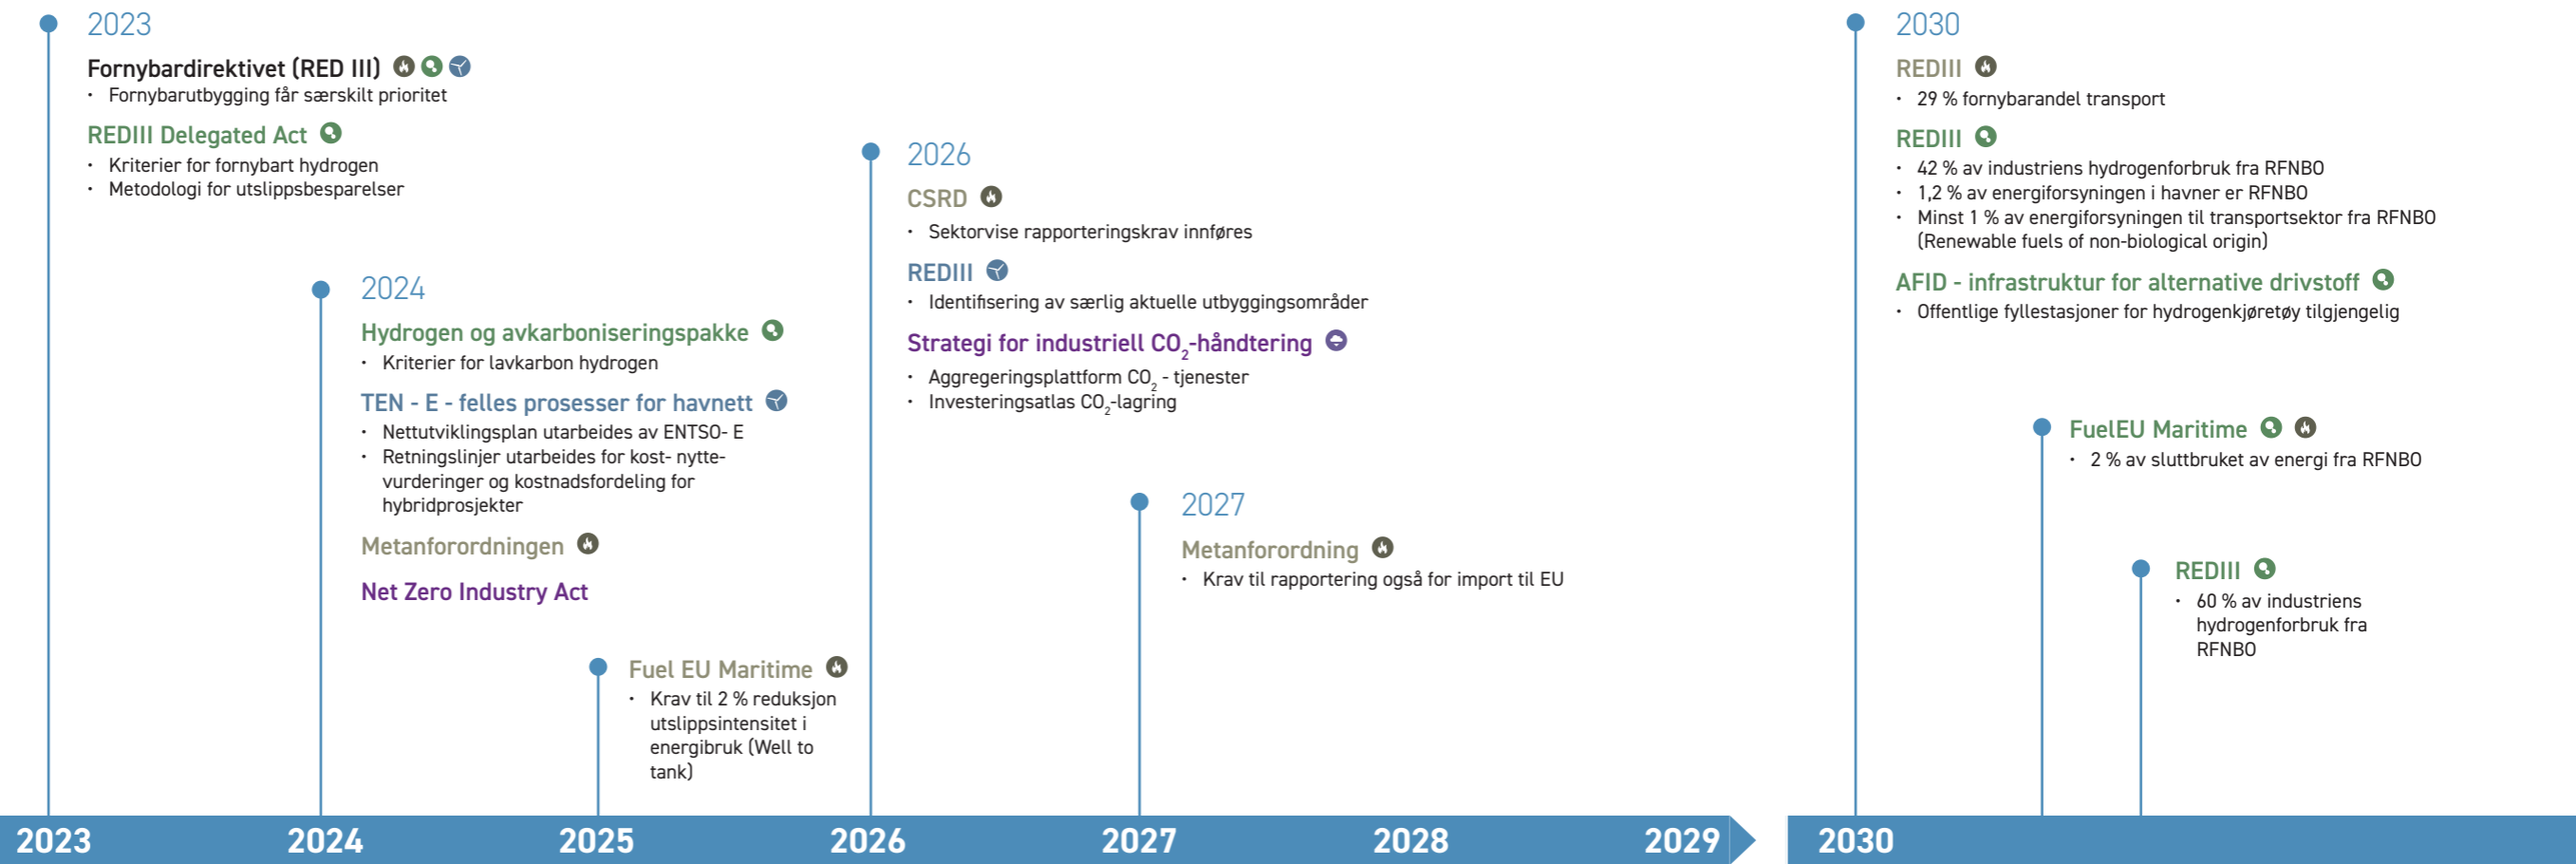 2023
Fornybardirektivet (RED III)
• Fornybarutbygging får særskilt prioritet
REDIII Delegated Act
• Kriterier for fornybart hydrogen
• Metodologi for utslippsbesparelser
2024
Hydrogen og avkarboniseringspakke
• Kriterier for lavkarbon hydrogen
TEN - E - felles prosesser for havnett
• Nettutviklingsplan utarbeides av ENTSO- E
• Retningslinjer utarbeides for kost- nytte-
vurderinger og kostnadsfordeling for
hybridprosjekter
Metanforordningen
Net Zero Industry Act
Fuel EU Maritime
• Krav til 2 % reduksjon
utslippsintensitet i
energibruk (Well to
tank)
2026
CSRD
• Sektorvise rapporteringskrav innføres
REDIII
• Identifisering av særlig aktuelle utbyggingsområder
Strategi for industriell CO₂-håndtering
• Aggregeringsplattform CO₂ - tjenester
• Investeringsatlas CO₂-lagring
2027
Metanforordning
• Krav til rapportering også for import til EU
2030
REDIII
• 29 % fornybarandel transport
REDIII
• 42 % av industriens hydrogenforbruk fra RFNBO
• 1,2 % av energiforsyningen i havner er RFNBO
• Minst 1 % av energiforsyningen til transportsektor fra RFNBO
(Renewable fuels of non-biological origin)
AFID - infrastruktur for alternative drivstoff
• Offentlige fyllestasjoner for hydrogenkjøretøy tilgjengelig
FuelEU Maritime
• 2 % av sluttbruket av energi fra RFNBO
REDIII
• 60 % av industriens
hydrogenforbruk fra
RFNBO
2023 2024 2025 2026 2027 2028 2029 2030